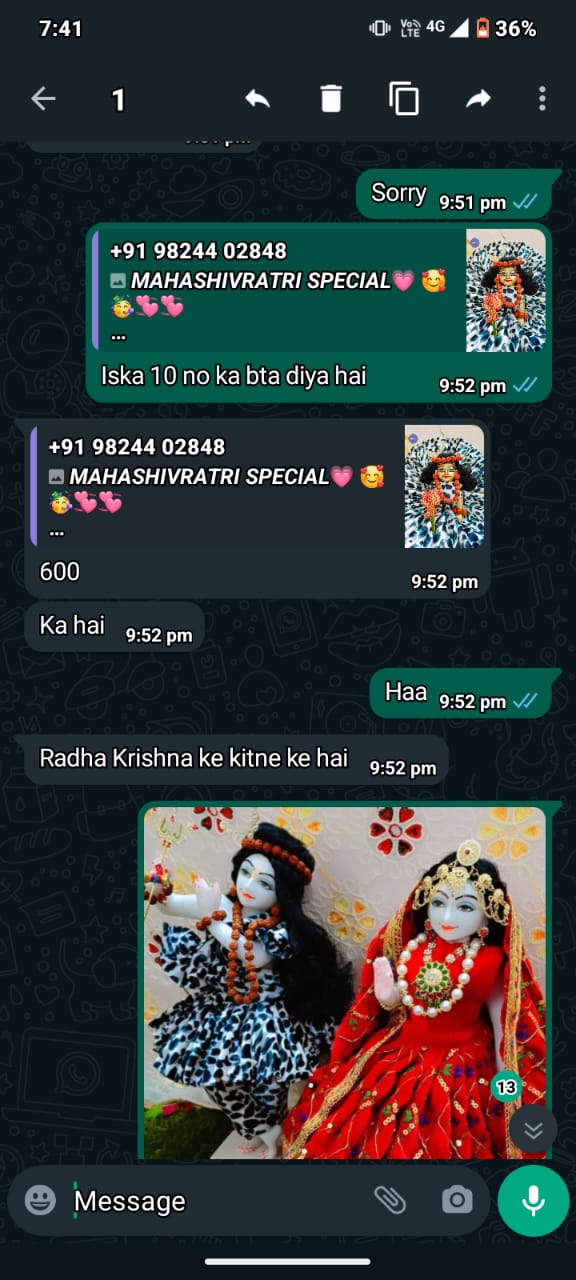 7:41
Vo LTE 4G 36%
1
Sorry 9:51 pm
+91 98244 02848
MAHASHIVRATRI SPECIAL💗 🥰
🥳💕💕
...
Iska 10 no ka bta diya hai 9:52 pm
+91 98244 02848
MAHASHIVRATRI SPECIAL💗 🥰
🥳💕💕
...
600 9:52 pm
Ka hai 9:52 pm
Haa 9:52 pm
Radha Krishna ke kitne ke hai 9:52 pm
13
Message